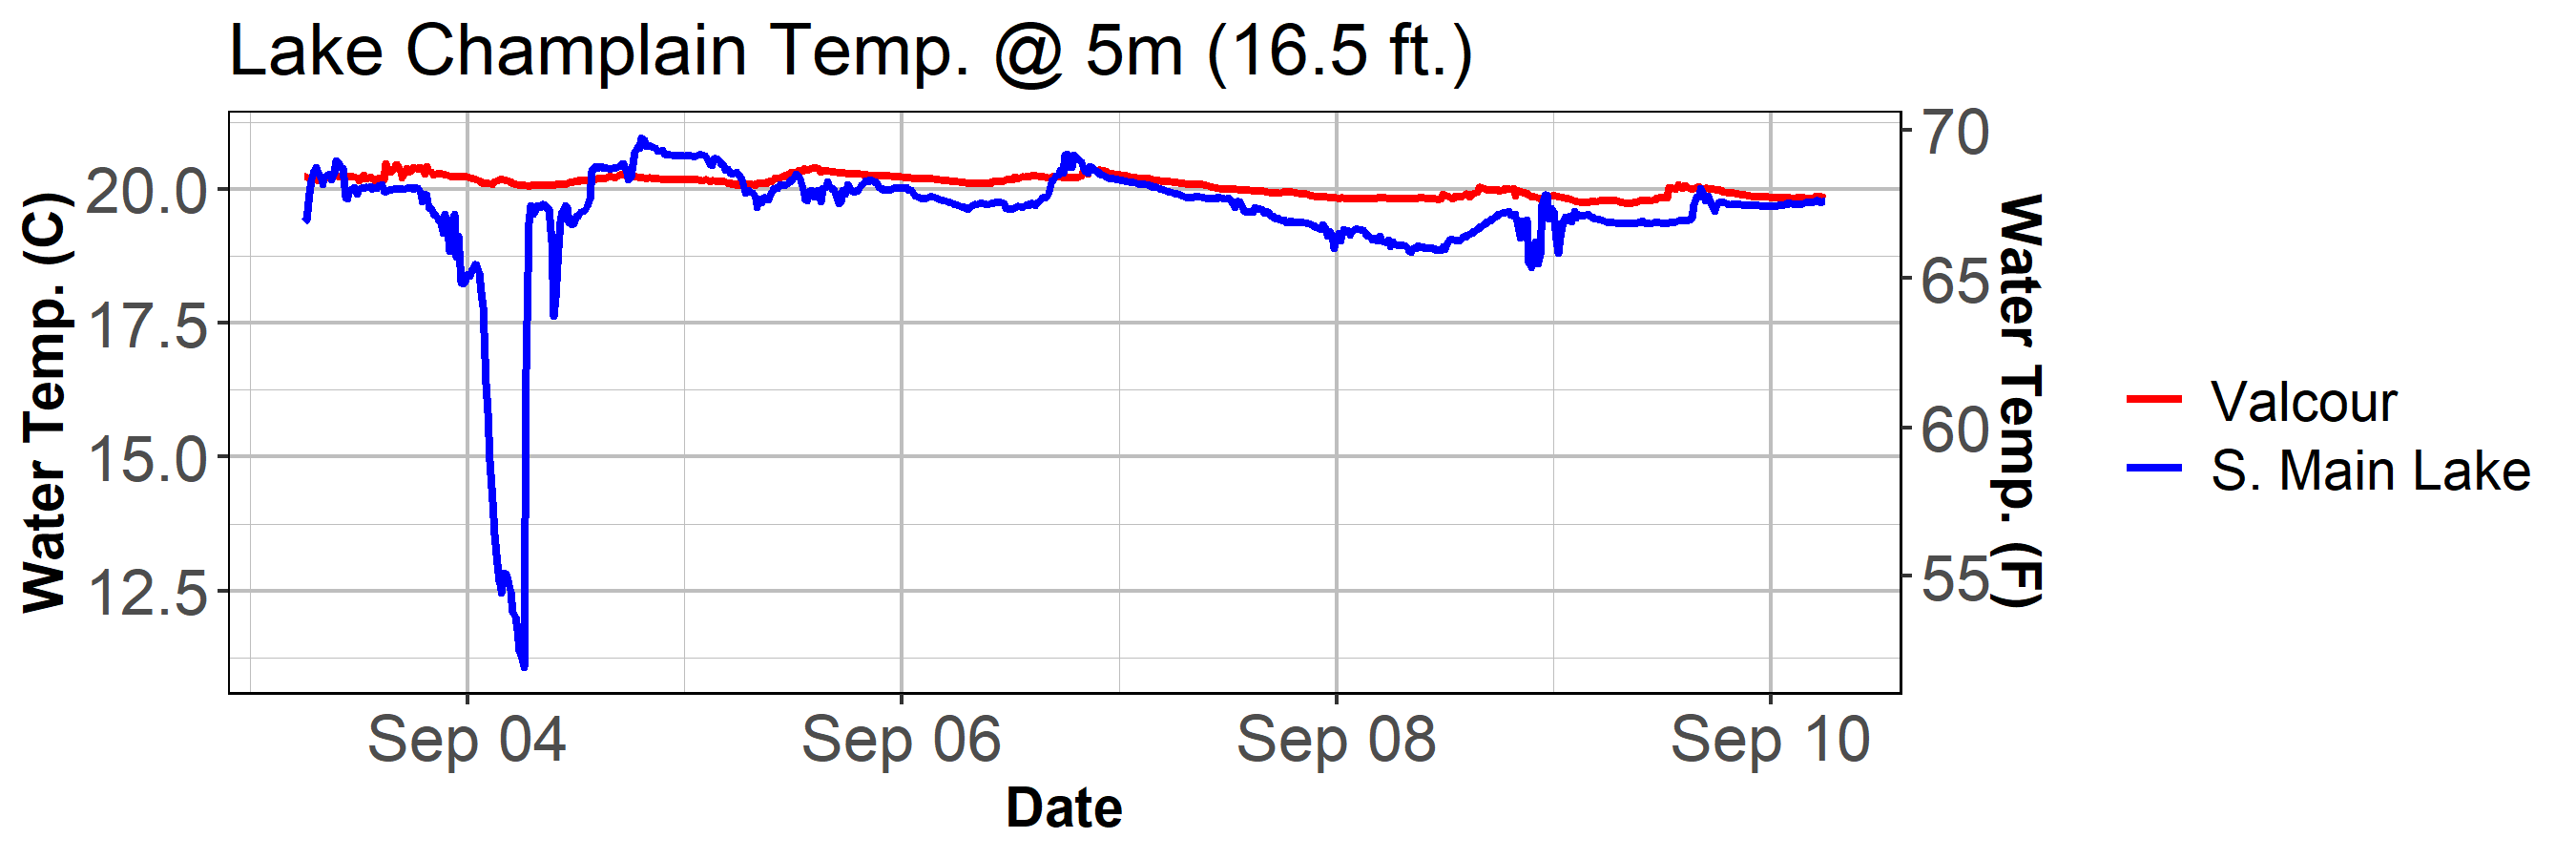 Lake Champlain Temp. @ 5m (16.5 ft.)
Water Temp. (C)
20.0
17.5
15.0
12.5
70
65
60
55
Water Temp. (F)
Sep 04
Sep 06
Sep 08
Sep 10
Date
Valcour
S. Main Lake